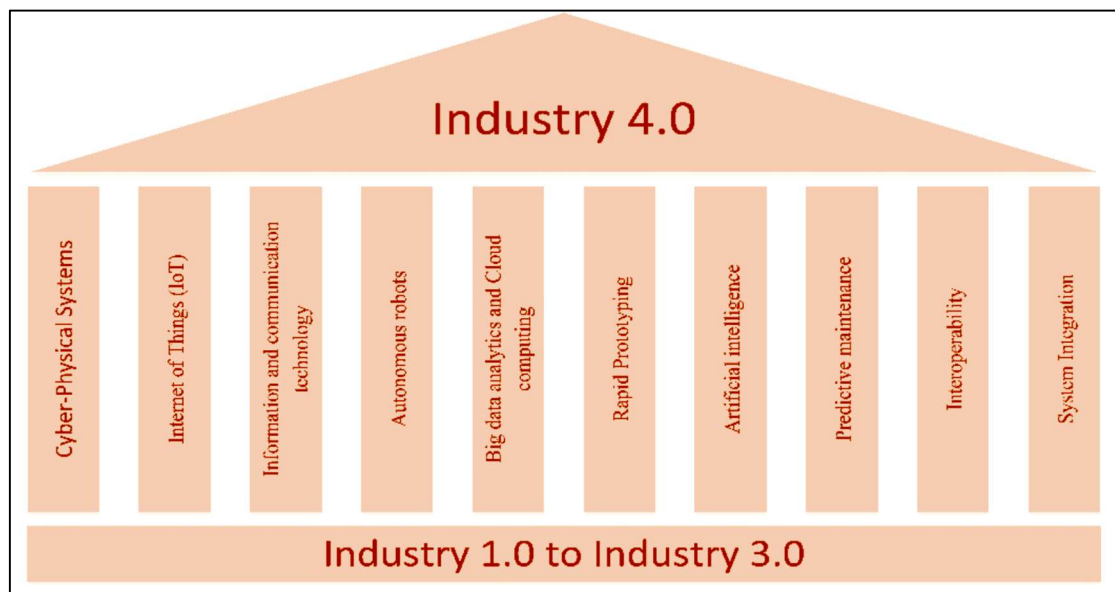 Industry 4.0
Cyber-Physical Systems
Internet of Things (IoT)
Information and communication
technology
Autonomous robots
Big data analytics and Cloud
computing
Rapid Prototyping
Artificial intelligence
Predictive maintenance
Interoperability
System Integration
Industry 1.0 to Industry 3.0